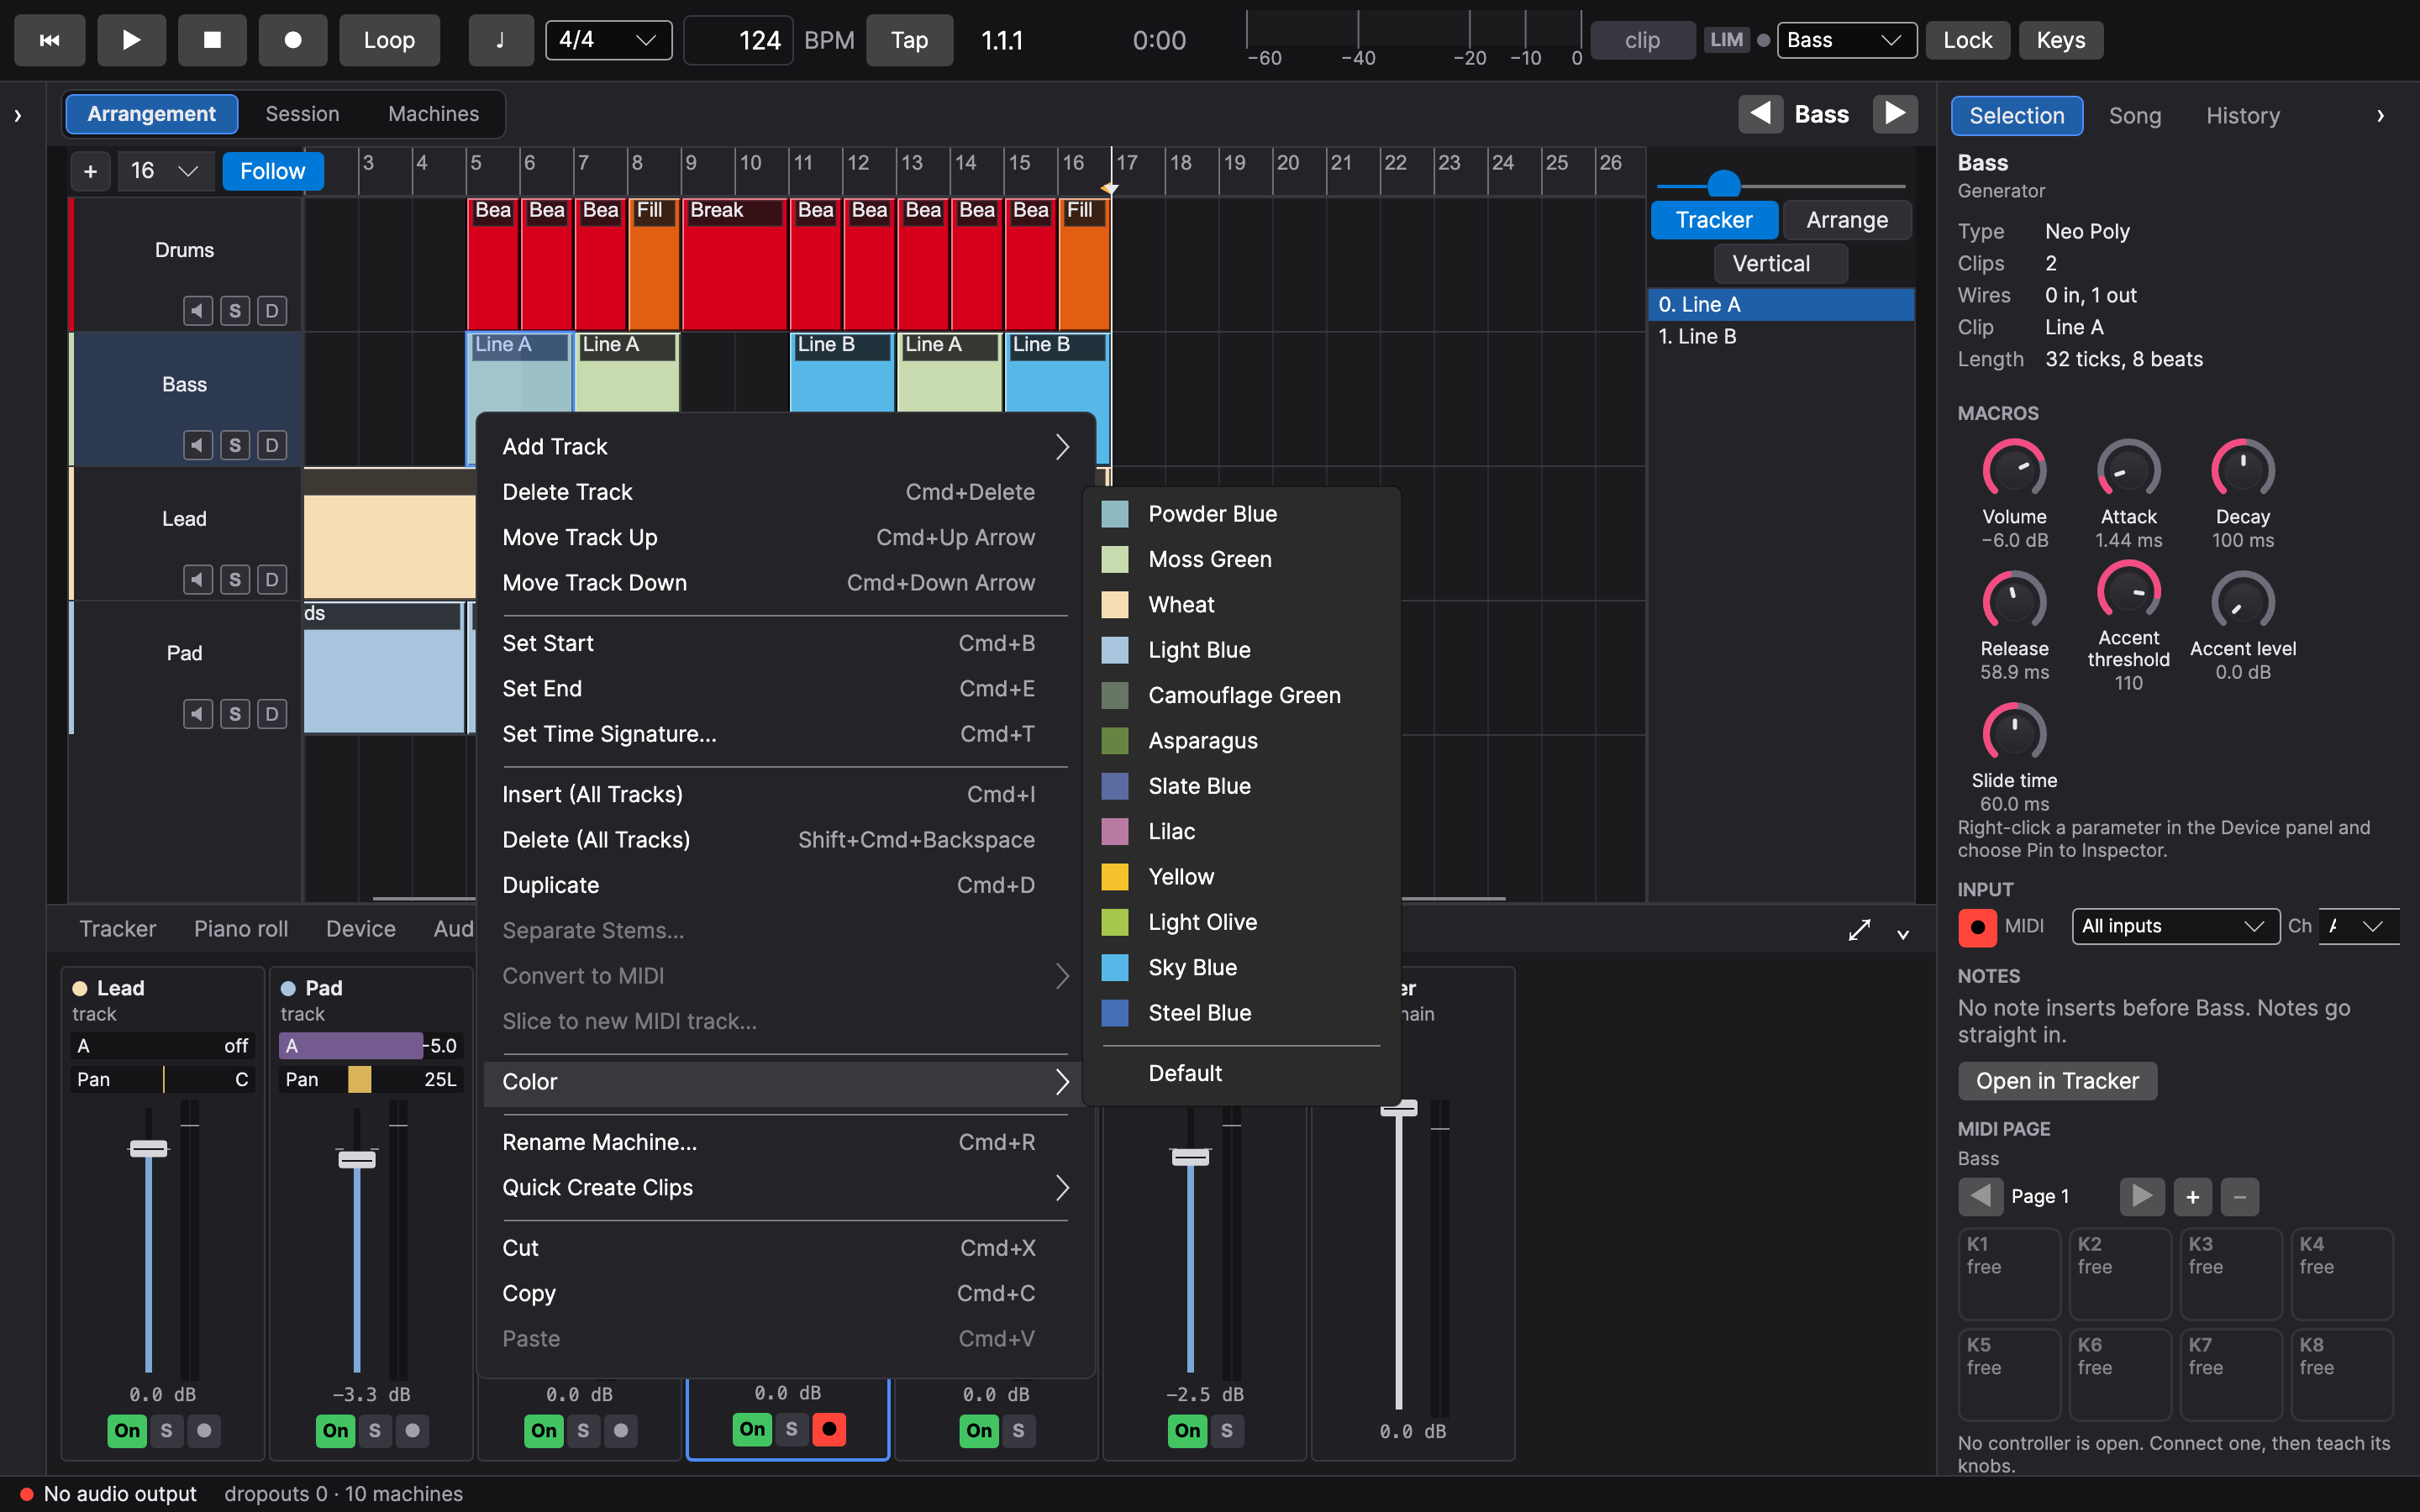 Loop
4/4
124 BPM
Tap
1.1.1
0:00
−60 −40 −20 −10 0
clip
LIM
Bass
Lock
Keys
Arrangement
Session
Machines
Bass
+
16
Follow
3 4 5 6 7 8 9 10 11 12 13 14 15 16 17 18 19 20 21 22 23 24 25 26
Drums
S D
Bea Bea Bea Fill Break Bea Bea Bea Bea Bea Fill
Bass
S D
Line A Line A Line B Line A Line B
Lead
S D
Pad
S D
ds
Tracker
Arrange
Vertical
0. Line A
1. Line B
Add Track
Delete Track Cmd+Delete
Move Track Up Cmd+Up Arrow
Move Track Down Cmd+Down Arrow
Set Start Cmd+B
Set End Cmd+E
Set Time Signature... Cmd+T
Insert (All Tracks) Cmd+I
Delete (All Tracks) Shift+Cmd+Backspace
Duplicate Cmd+D
Separate Stems...
Convert to MIDI
Slice to new MIDI track...
Color
Rename Machine... Cmd+R
Quick Create Clips
Cut Cmd+X
Copy Cmd+C
Paste Cmd+V
Powder Blue
Moss Green
Wheat
Light Blue
Camouflage Green
Asparagus
Slate Blue
Lilac
Yellow
Light Olive
Sky Blue
Steel Blue
Default
Tracker
Piano roll
Device
Aud
Lead
track
A off
Pan C
0.0 dB
On S
Pad
track
A -5.0
Pan 25L
−3.3 dB
On S
0.0 dB
On S
0.0 dB
On S
0.0 dB
On S
−2.5 dB
On S
er
hain
0.0 dB
Selection
Song
History
Bass
Generator
Type Neo Poly
Clips 2
Wires 0 in, 1 out
Clip Line A
Length 32 ticks, 8 beats
MACROS
Volume Attack Decay
−6.0 dB 1.44 ms 100 ms
Release
58.9 ms
Accent
threshold
110
Accent level
0.0 dB
Slide time
60.0 ms
Right-click a parameter in the Device panel and
choose Pin to Inspector.
INPUT
MIDI All inputs Ch
NOTES
No note inserts before Bass. Notes go
straight in.
Open in Tracker
MIDI PAGE
Bass
Page 1 + −
K1 K2 K3 K4
free free free free
K5 K6 K7 K8
free free free free
No controller is open. Connect one, then teach its
knobs.
No audio output dropouts 0 · 10 machines